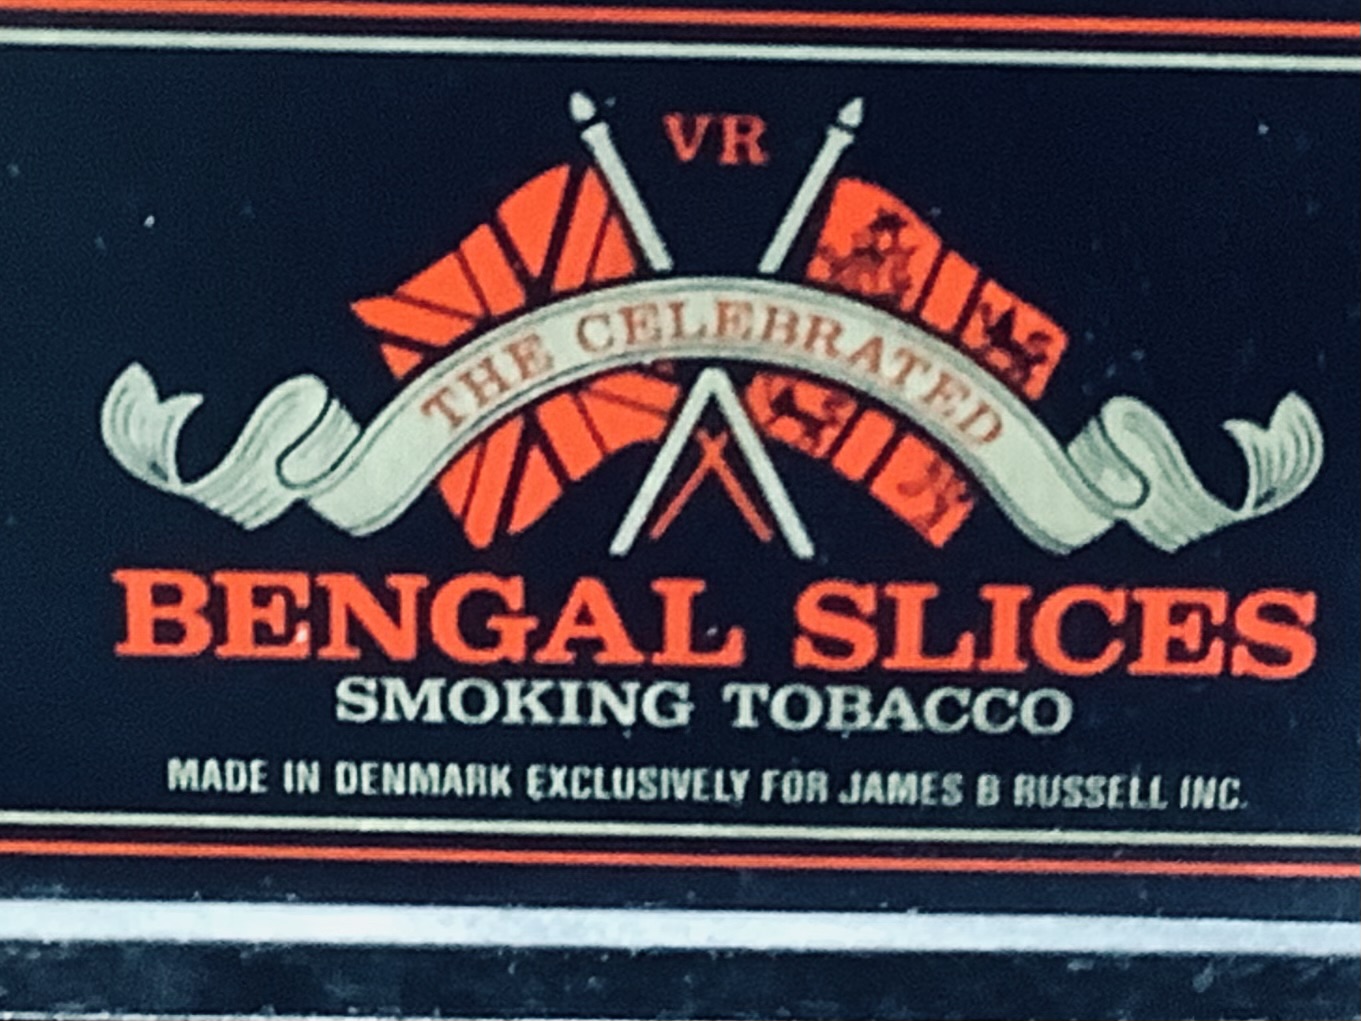 VR
THE CELEBRATED
BENGAL SLICES
SMOKING TOBACCO
MADE IN DENMARK EXCLUSIVELY FOR JAMES B RUSSELL INC.